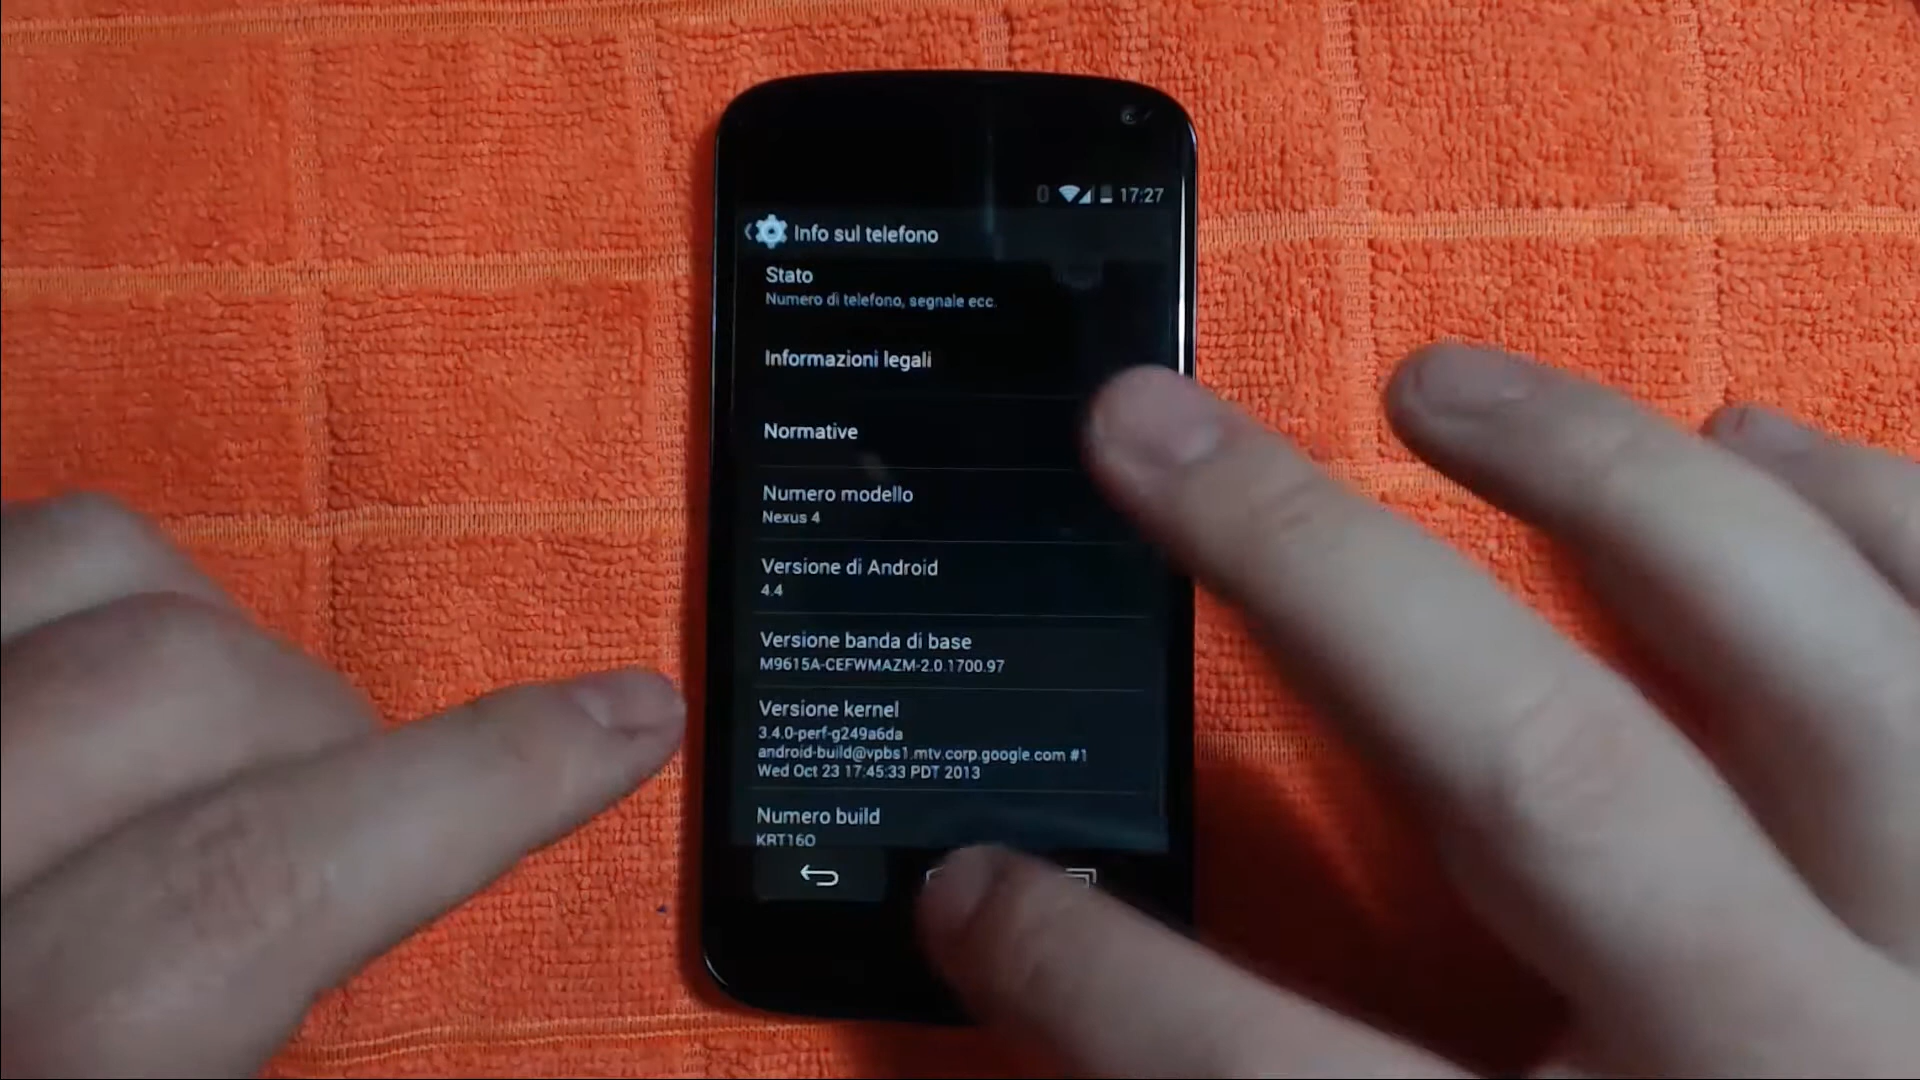 17:27
Info sul telefono
Stato
Numero di telefono, segnale ecc.
Informazioni legali
Normative
Numero modello
Nexus 4
Versione di Android
4.4
Versione banda di base
M9615A-CEFWMAZM-2.0.1700.97
Versione kernel
3.4.0-perf-g249a6da
android-build@vpbs1.mtv.corp.google.com #1
Wed Oct 23 17:45:33 PDT 2013
Numero build
KRT16O